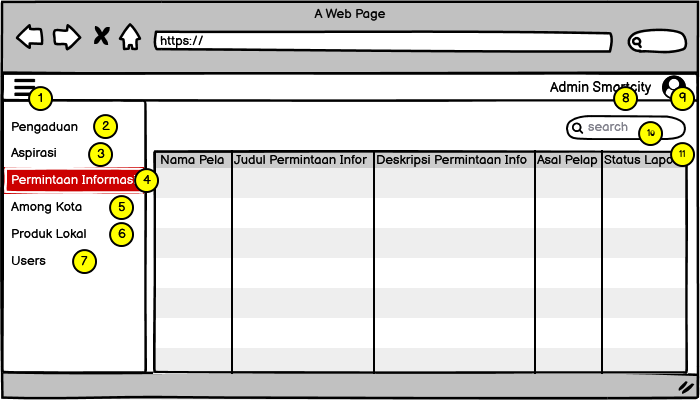 A Web Page
https://
Admin Smartcity
1
8
9
Pengaduan 2
search 10
Aspirasi 3
11
Nama Pela Judul Permintaan Infor Deskripsi Permintaan Info Asal Pelap Status Lapo
Permintaan Informasi 4
Among Kota 5
Produk Lokal 6
Users 7